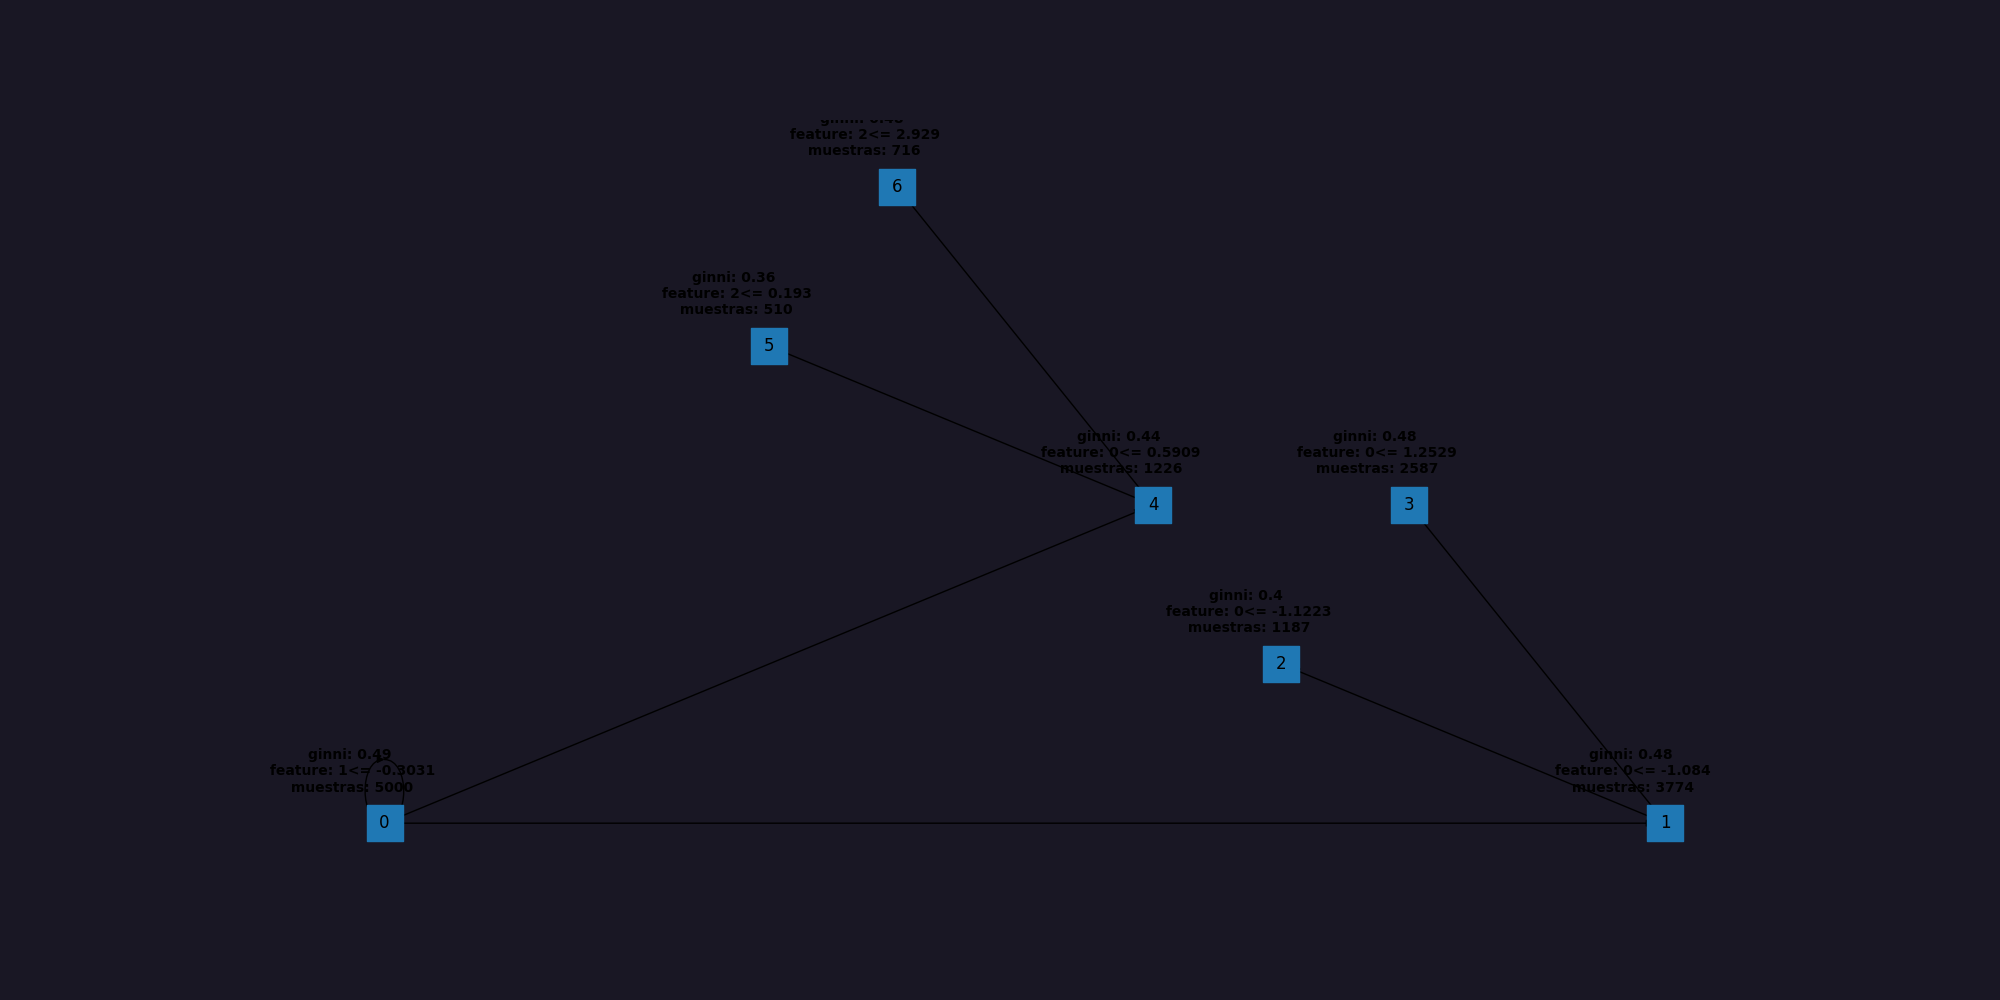 feature: 2<= 2.929
muestras: 716
6
ginni: 0.36
feature: 2<= 0.193
muestras: 510
5
ginni: 0.44
feature: 0<= 0.5909
muestras: 1226
4
ginni: 0.48
feature: 0<= 1.2529
muestras: 2587
3
ginni: 0.4
feature: 0<= -1.1223
muestras: 1187
2
ginni: 0.49
feature: 1<= -0.3031
muestras: 5000
0
ginni: 0.48
feature: 0<= -1.084
muestras: 3774
1